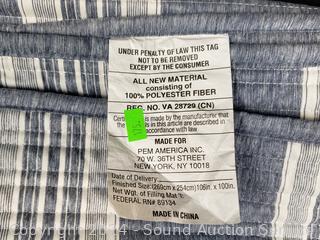 UNDER PENALTY OF LAW THIS TAG
NOT TO BE REMOVED
EXCEPT BY THE CONSUMER
ALL NEW MATERIAL
consisting of
100% POLYESTER FIBER
REG. NO. VA 28729 (CN)
is made by the manufacturer that
the materials in this article are described in
accordance with law.
MADE FOR
PEM AMERICA INC.
70 W. 36TH STREET
NEW YORK, NY 10018
Date of Delivery
Finished Size:(269cm x 254cm)106in. x 100in.
Net Wgt. of Filling Mat'l:
FEDERAL RN# 89134
MADE IN CHINA